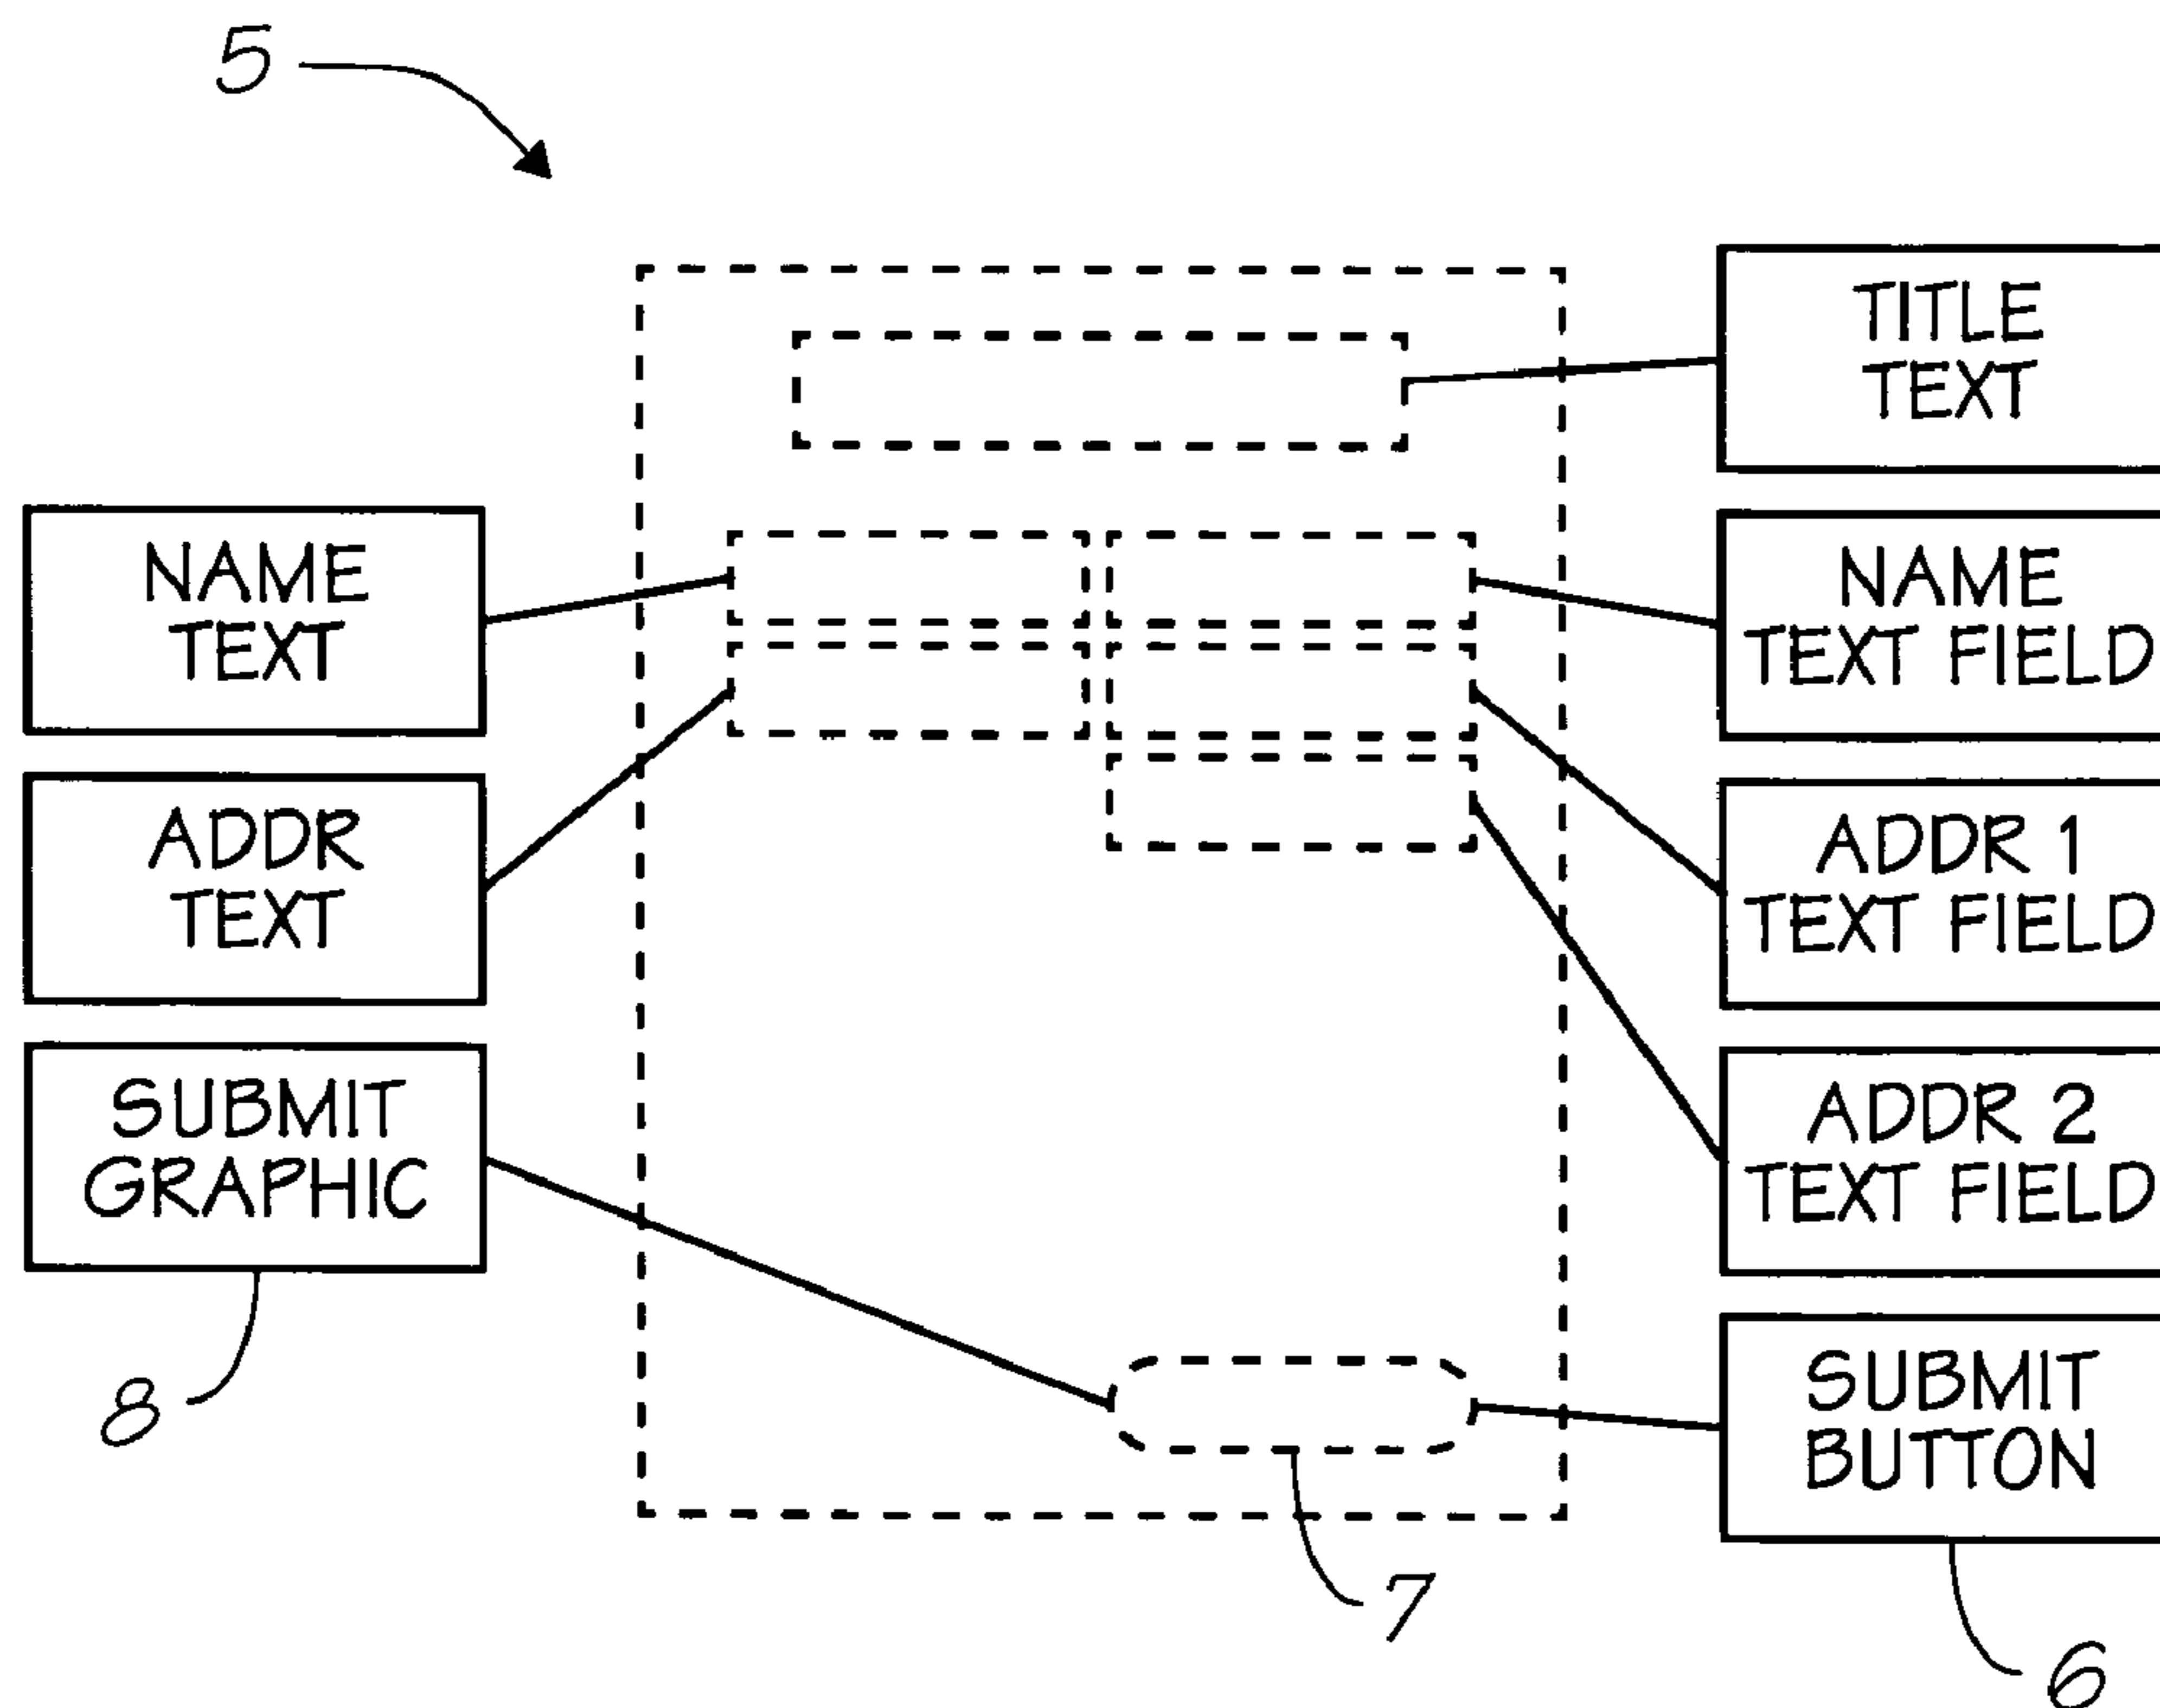 5
TITLE
TEXT
NAME
TEXT
NAME
TEXT FIELD
ADDR
TEXT
ADDR 1
TEXT FIELD
SUBMIT
GRAPHIC
ADDR 2
TEXT FIELD
SUBMIT
BUTTON
8
7
6